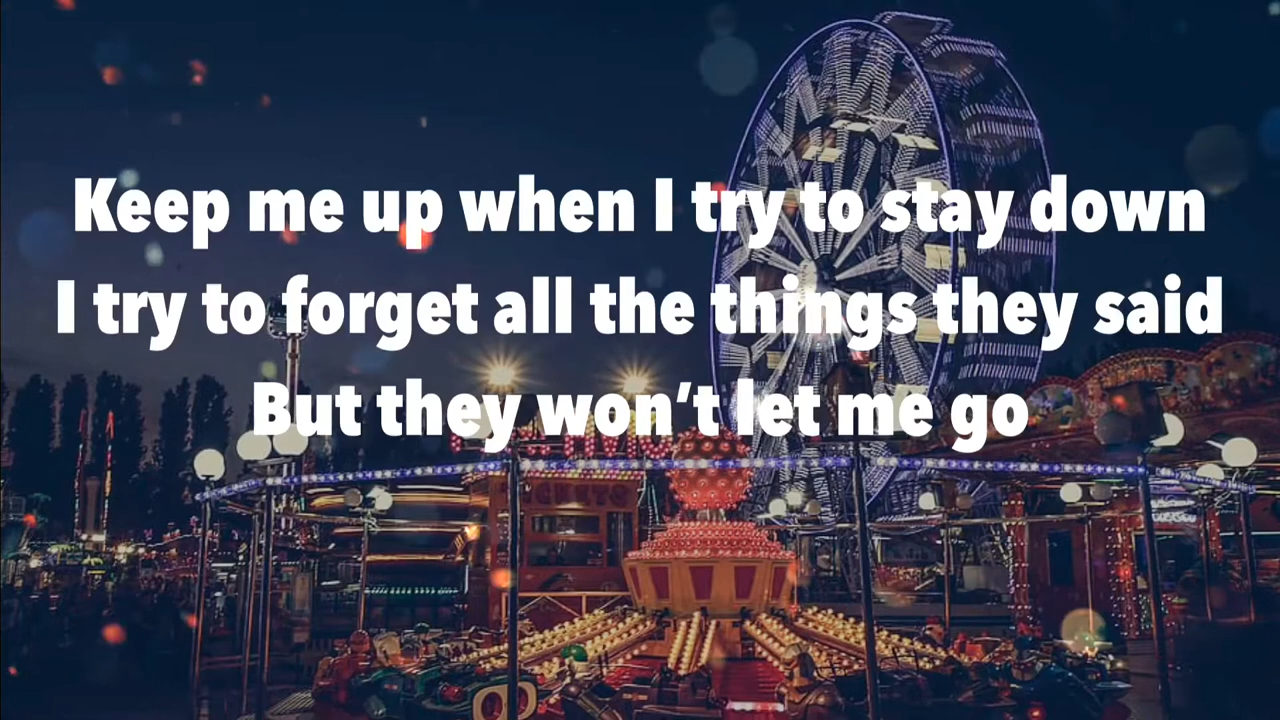 Keep me up when I try to stay down
I try to forget all the things they said
But they won’t let me go
TICKETS